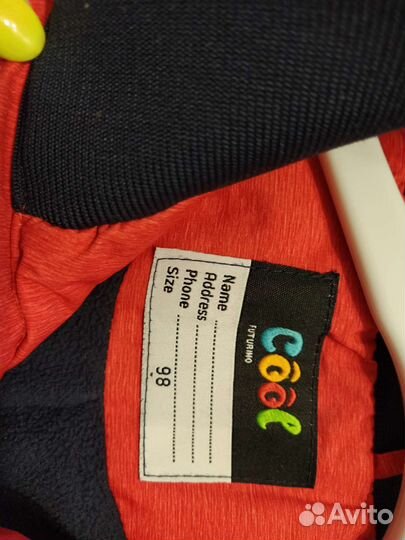 FUTURINO
cool
Name
Address
Phone
Size 98
Avito